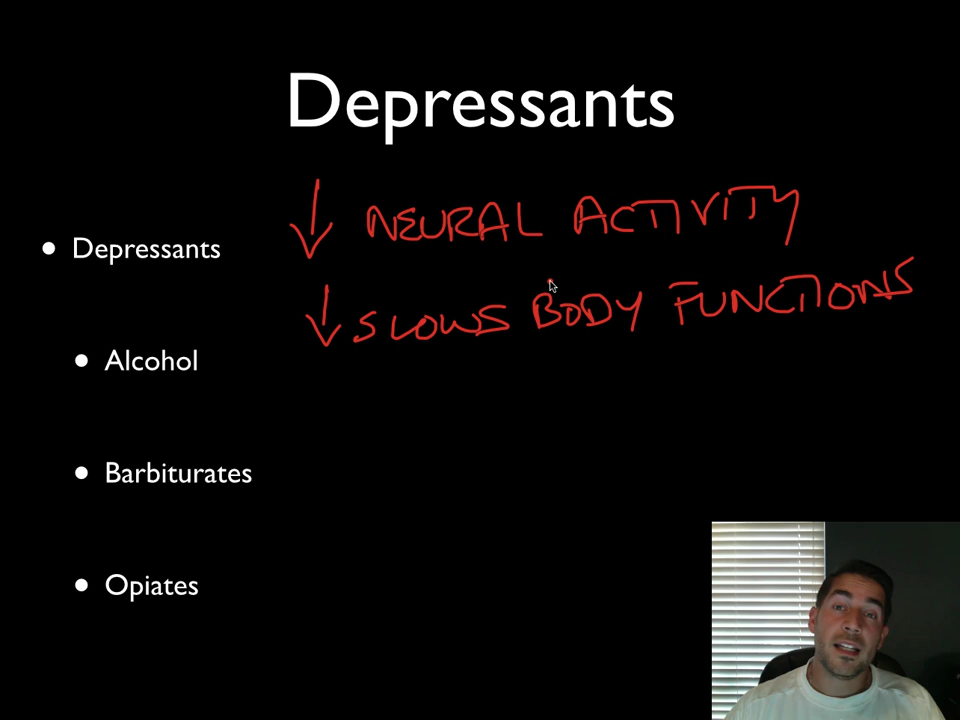 Depressants
• Depressants
↓ NEURAL ACTIVITY
↓ SLOWS BODY FUNCTIONS
• Alcohol
• Barbiturates
• Opiates